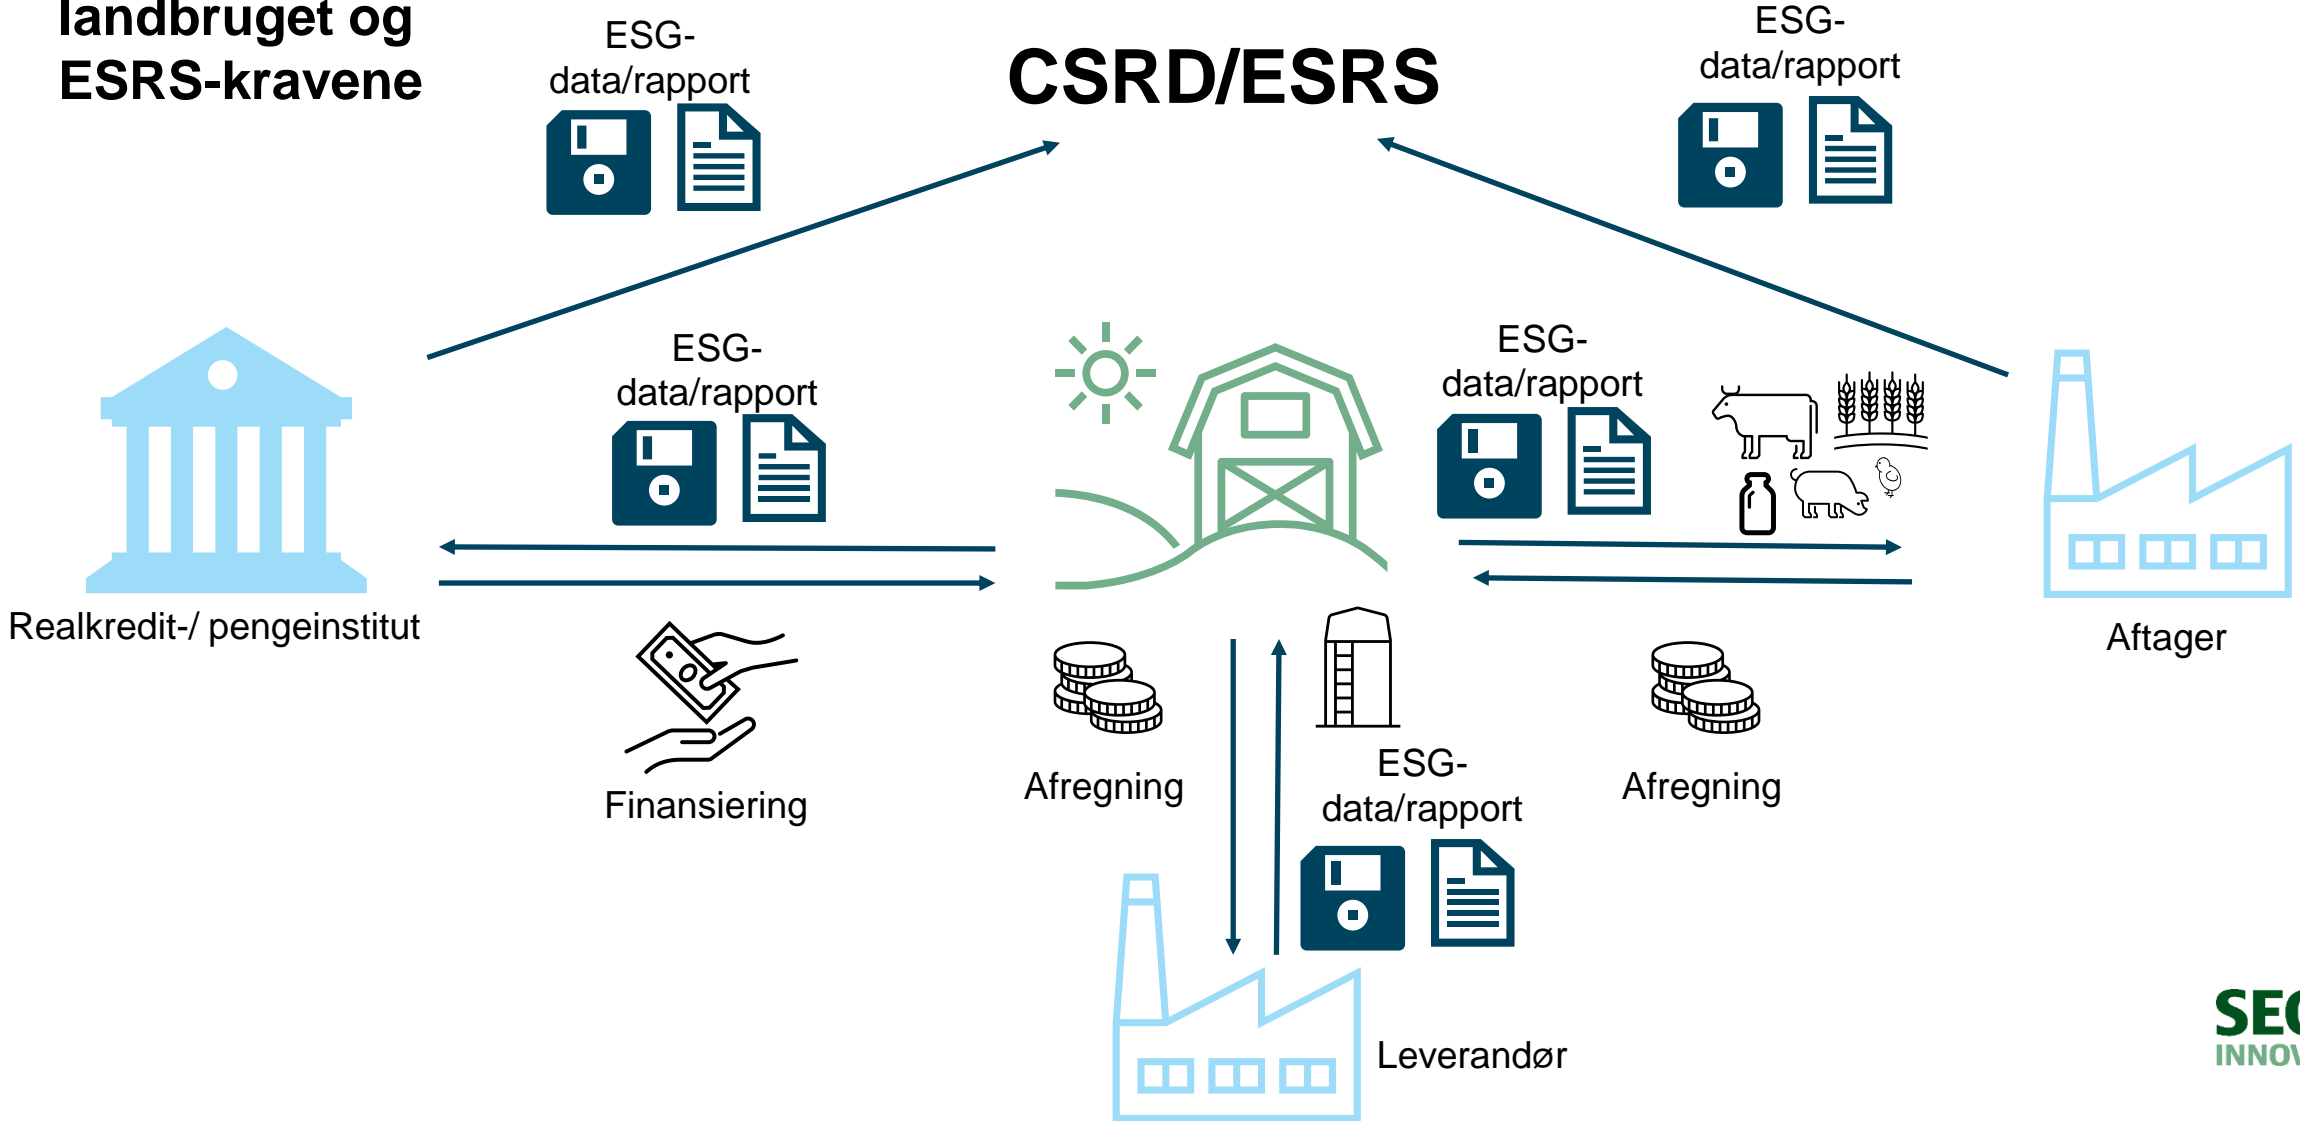 landbruget og
ESRS-kravene
ESG-
data/rapport
CSRD/ESRS
ESG-
data/rapport
ESG-
data/rapport
ESG-
data/rapport
Realkredit-/ pengeinstitut
Aftager
Finansiering
Afregning
Afregning
ESG-
data/rapport
Leverandør